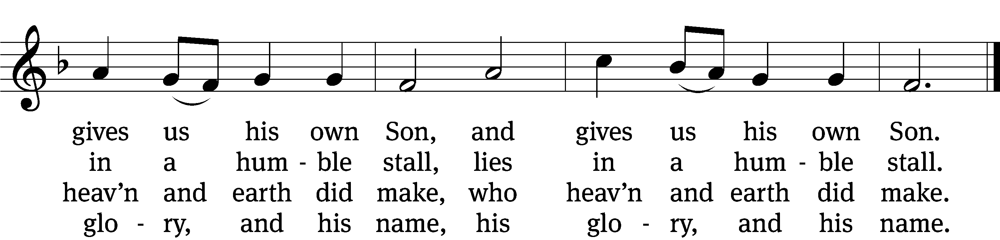 gives us his own Son, and gives us his own Son.
in a hum - ble stall, lies in a hum - ble stall.
heav’n and earth did make, who heav’n and earth did make.
glo - ry, and his name, his glo - ry, and his name.